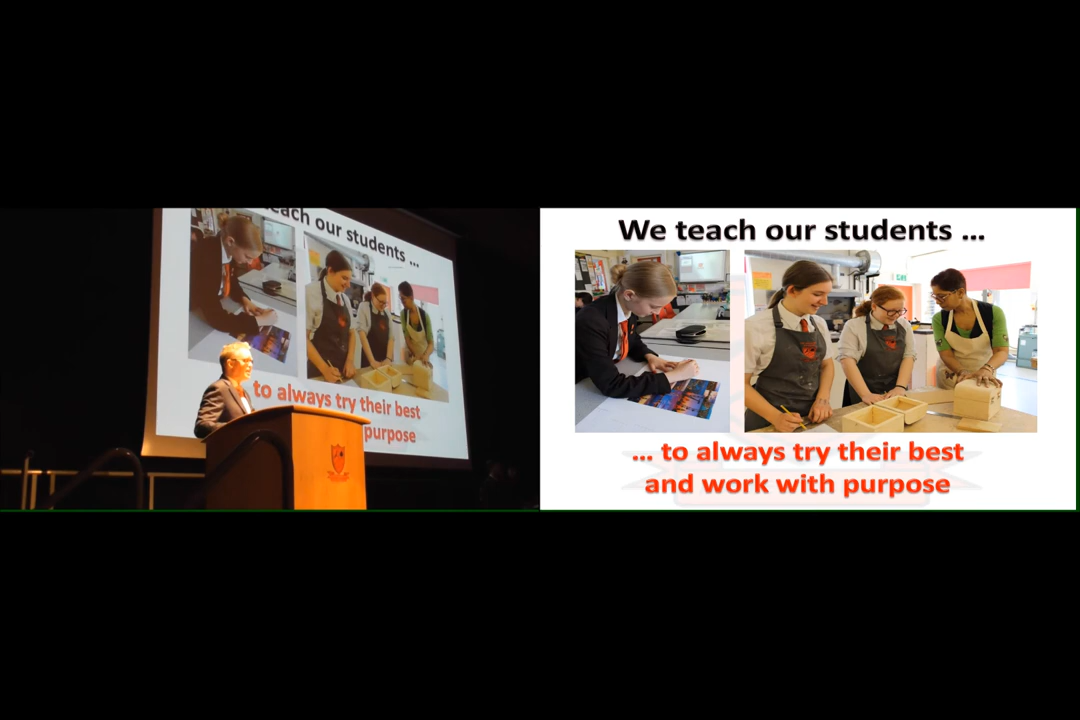 each our students ...
to always try their best
purpose
We teach our students ...
... to always try their best
and work with purpose